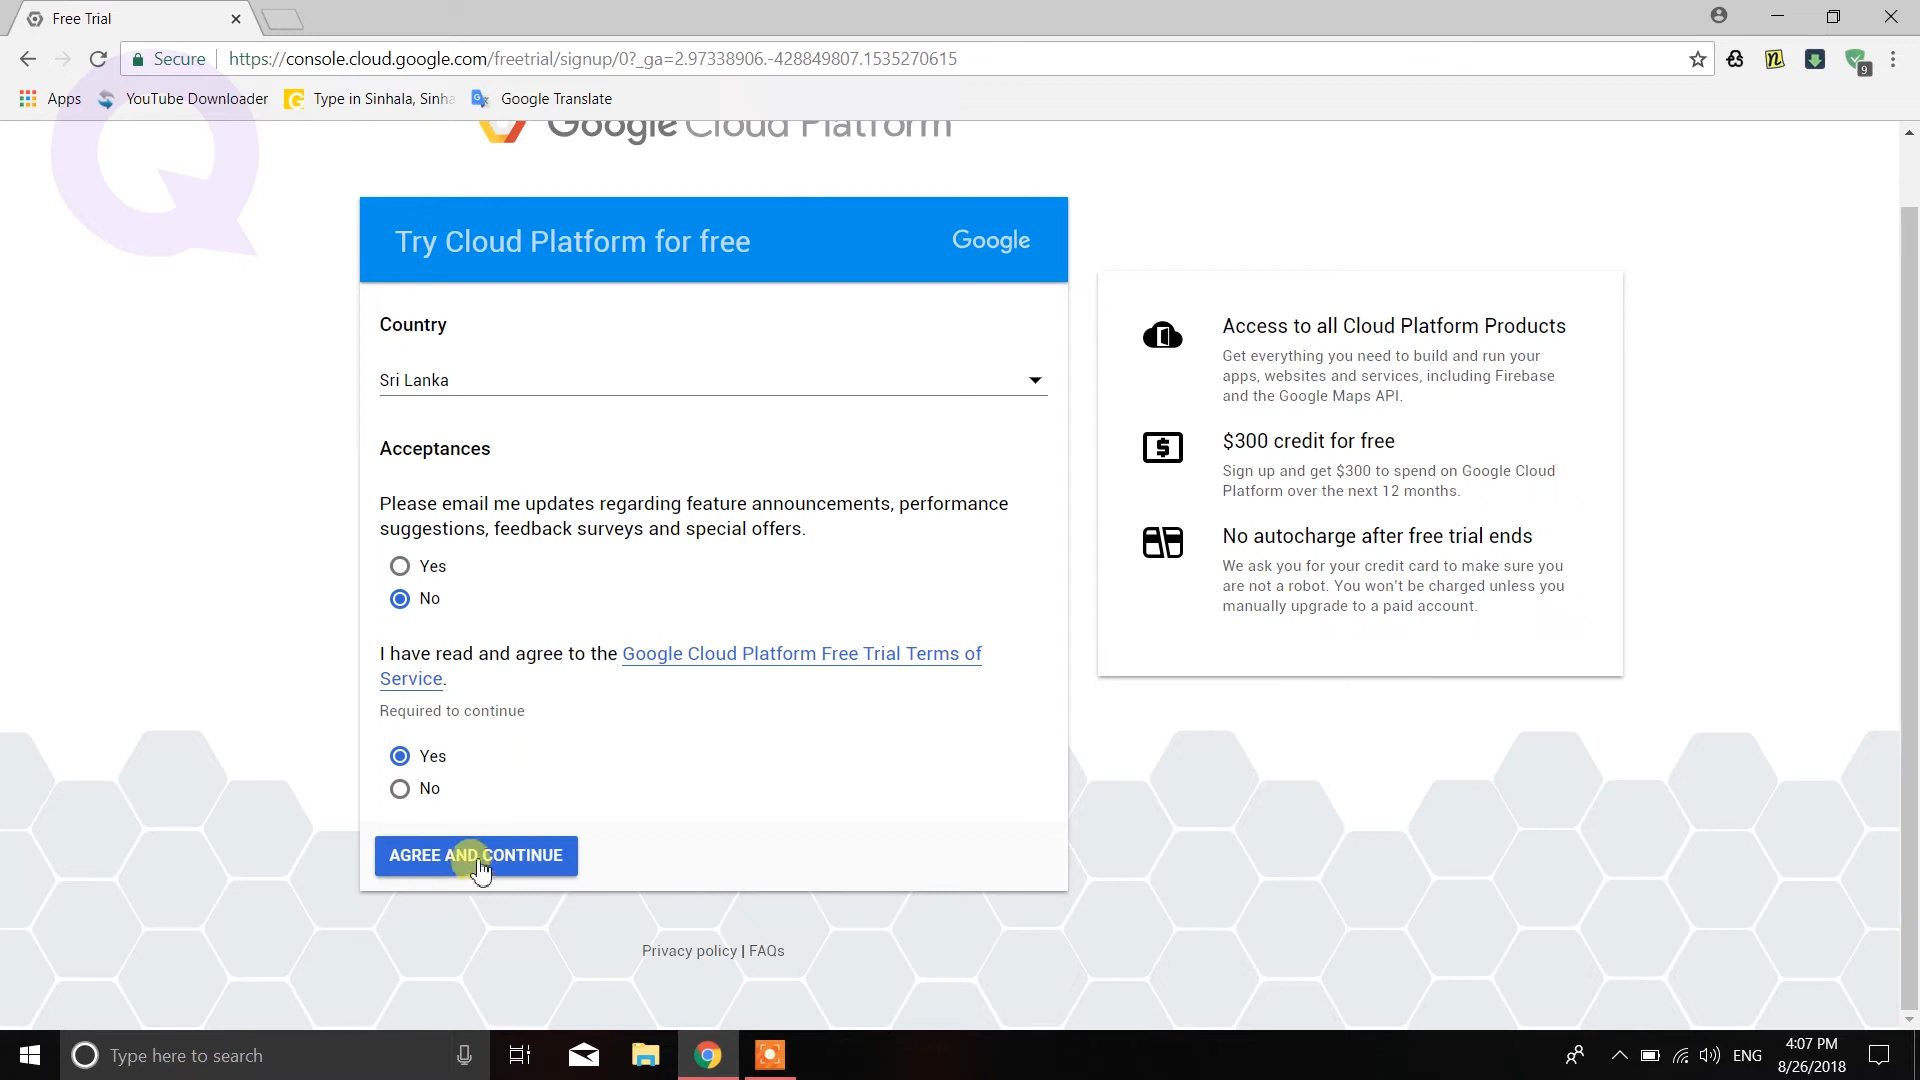 Free Trial
Secure
https://console.cloud.google.com/freetrial/signup/0?_ga=2.97338906.-428849807.1535270615
9
Apps
YouTube Downloader
Type in Sinhala, Sinha
Google Translate
Google Cloud Platform
Try Cloud Platform for free
Google
Country
Sri Lanka
Acceptances
Please email me updates regarding feature announcements, performance
suggestions, feedback surveys and special offers.
Yes
No
I have read and agree to the Google Cloud Platform Free Trial Terms of
Service.
Required to continue
Yes
No
AGREE AND CONTINUE
Access to all Cloud Platform Products
Get everything you need to build and run your
apps, websites and services, including Firebase
and the Google Maps API.
$300 credit for free
Sign up and get $300 to spend on Google Cloud
Platform over the next 12 months.
No autocharge after free trial ends
We ask you for your credit card to make sure you
are not a robot. You won't be charged unless you
manually upgrade to a paid account.
Privacy policy | FAQs
Type here to search
ENG
4:07 PM
8/26/2018